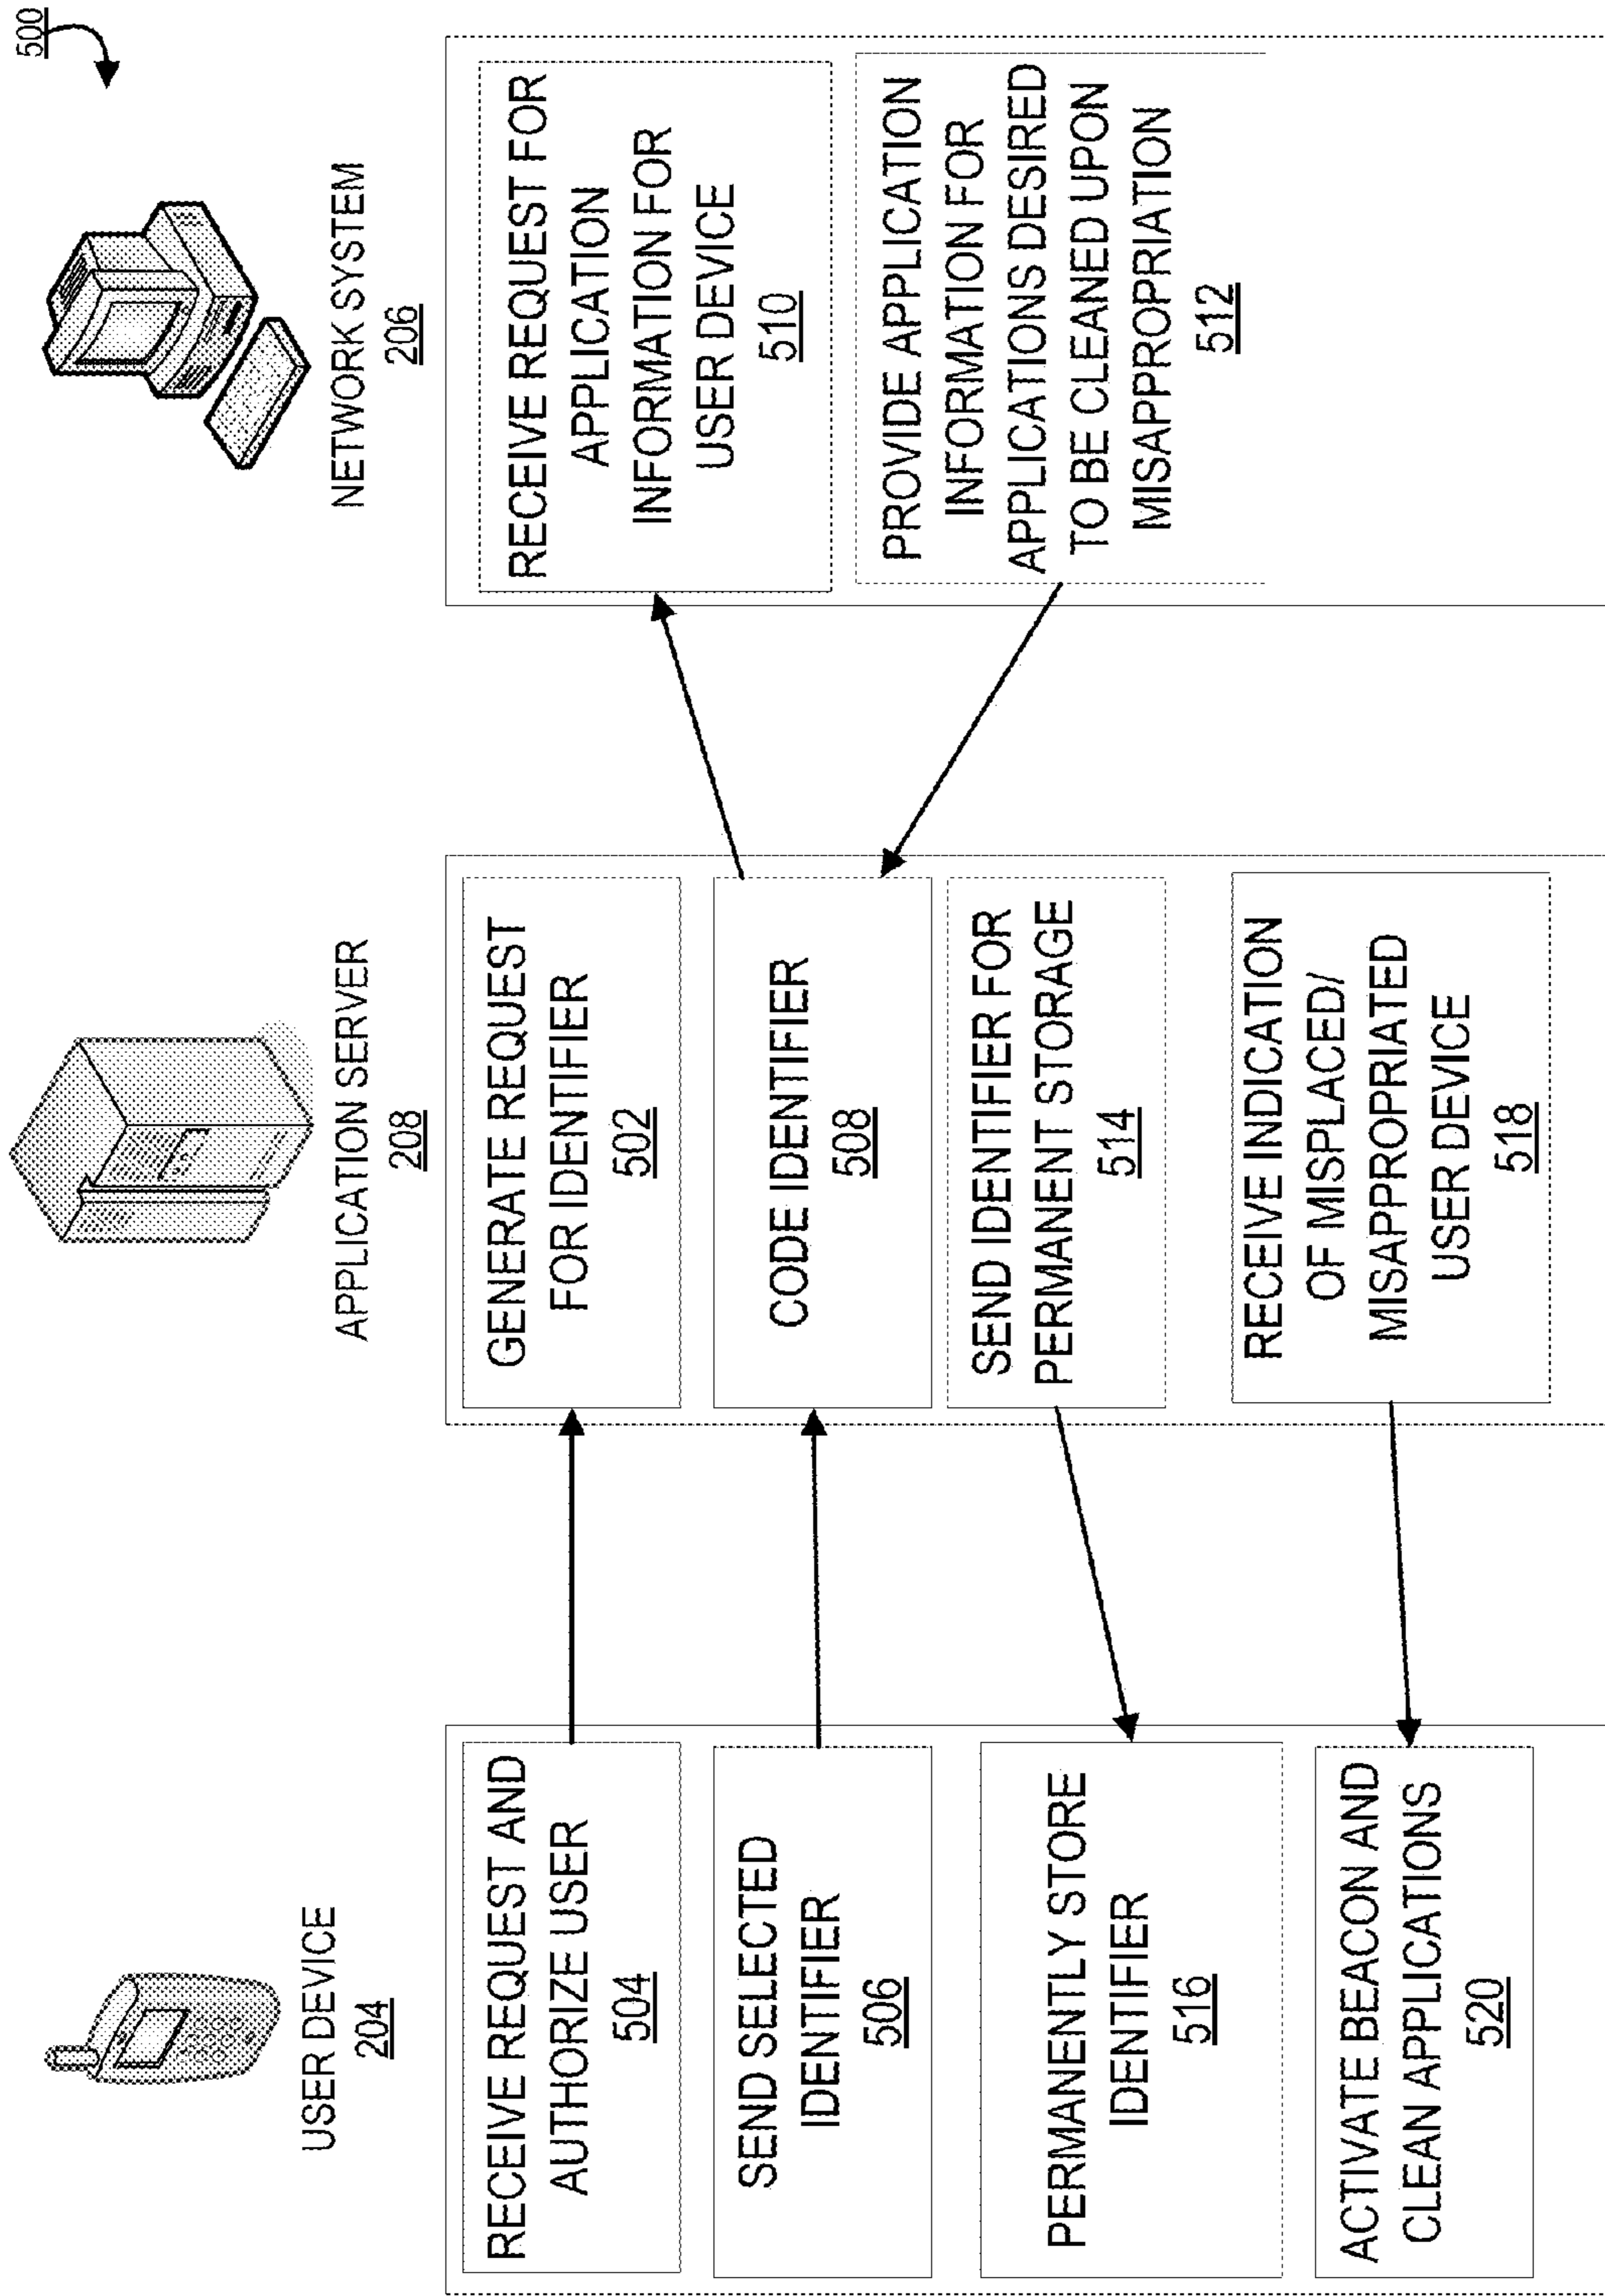 500
USER DEVICE
204
RECEIVE REQUEST AND
AUTHORIZE USER
504
SEND SELECTED
IDENTIFIER
506
PERMANENTLY STORE
IDENTIFIER
516
ACTIVATE BEACON AND
CLEAN APPLICATIONS
520
APPLICATION SERVER
208
GENERATE REQUEST
FOR IDENTIFIER
502
CODE IDENTIFIER
508
SEND IDENTIFIER FOR
PERMANENT STORAGE
514
RECEIVE INDICATION
OF MISPLACED/
MISAPPROPRIATED
USER DEVICE
518
NETWORK SYSTEM
206
RECEIVE REQUEST FOR
APPLICATION
INFORMATION FOR
USER DEVICE
510
PROVIDE APPLICATION
INFORMATION FOR
APPLICATIONS DESIRED
TO BE CLEANED UPON
MISAPPROPRIATION
512